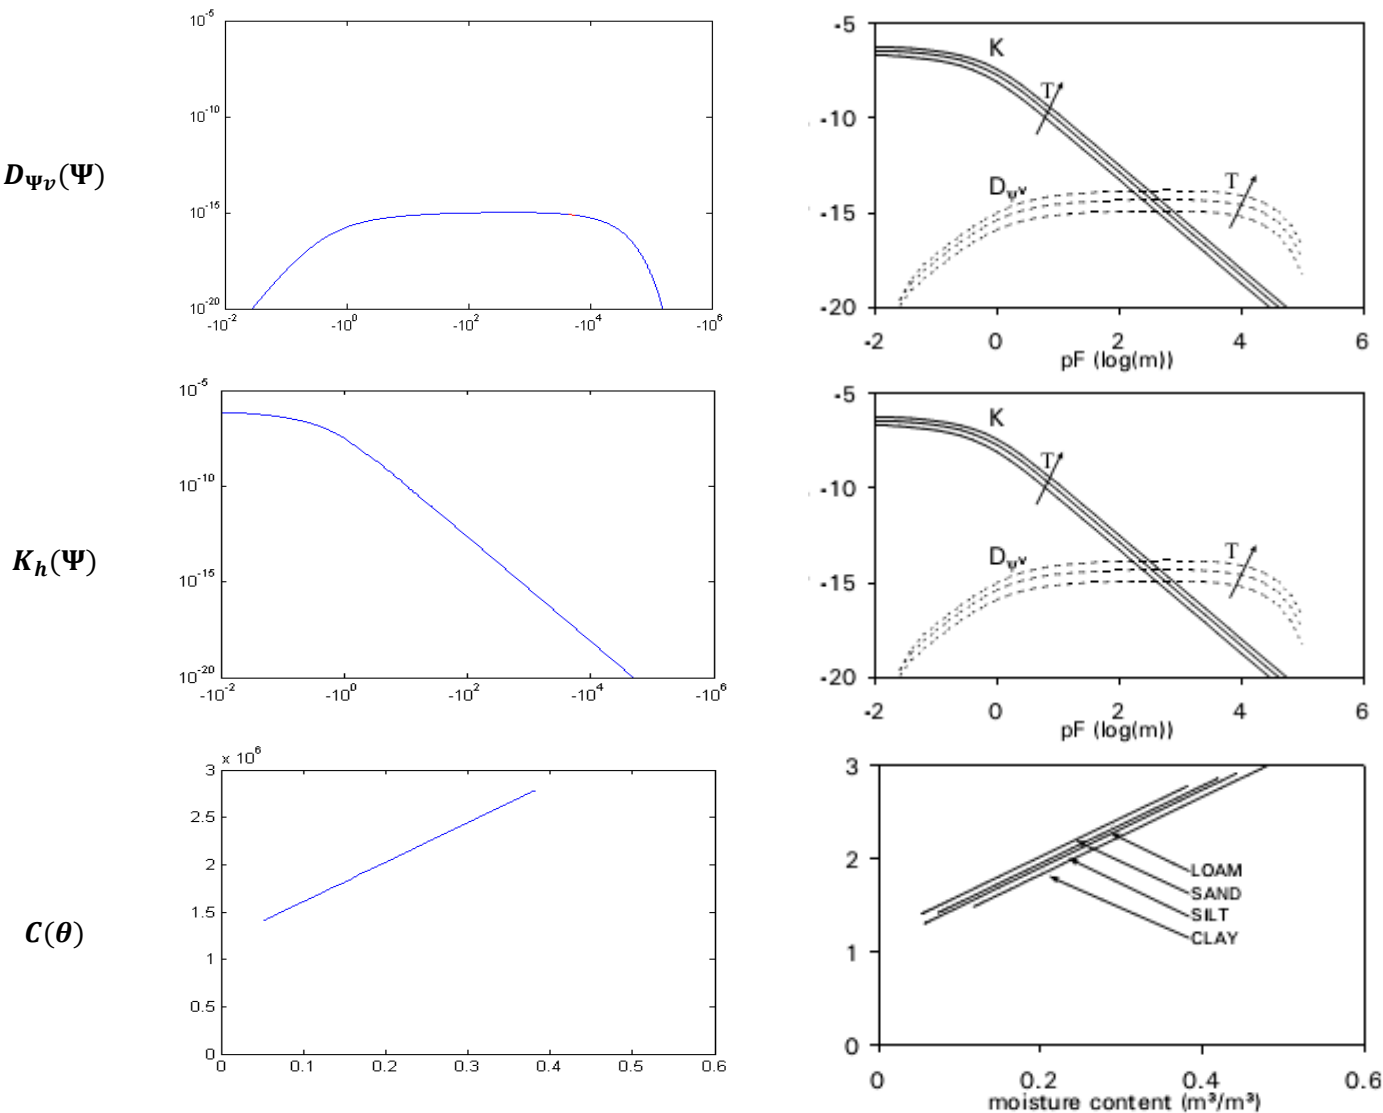 D_Ψv(Ψ)
10^-5
10^-10
10^-15
10^-20
-10^-2 -10^0 -10^2 -10^4 -10^6
-5
-10
-15
-20
K
T
D_ψv
T
-2 0 2 4 6
pF (log(m))
K_h(Ψ)
10^-5
10^-10
10^-15
10^-20
-10^-2 -10^0 -10^2 -10^4 -10^6
-5
-10
-15
-20
K
T
D_ψv
T
-2 0 2 4 6
pF (log(m))
C(θ)
x 10^6
3
2.5
2
1.5
1
0.5
0
0 0.1 0.2 0.3 0.4 0.5 0.6
3
2
1
0
LOAM
SAND
SILT
CLAY
0 0.2 0.4 0.6
moisture content (m³/m³)